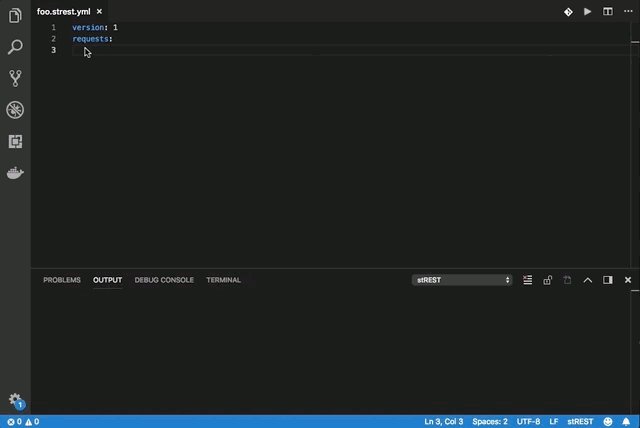 foo.strest.yml
1 version: 1
2 requests:
3
PROBLEMS OUTPUT DEBUG CONSOLE TERMINAL stREST
1
0 0 Ln 3, Col 3 Spaces: 2 UTF-8 LF stREST